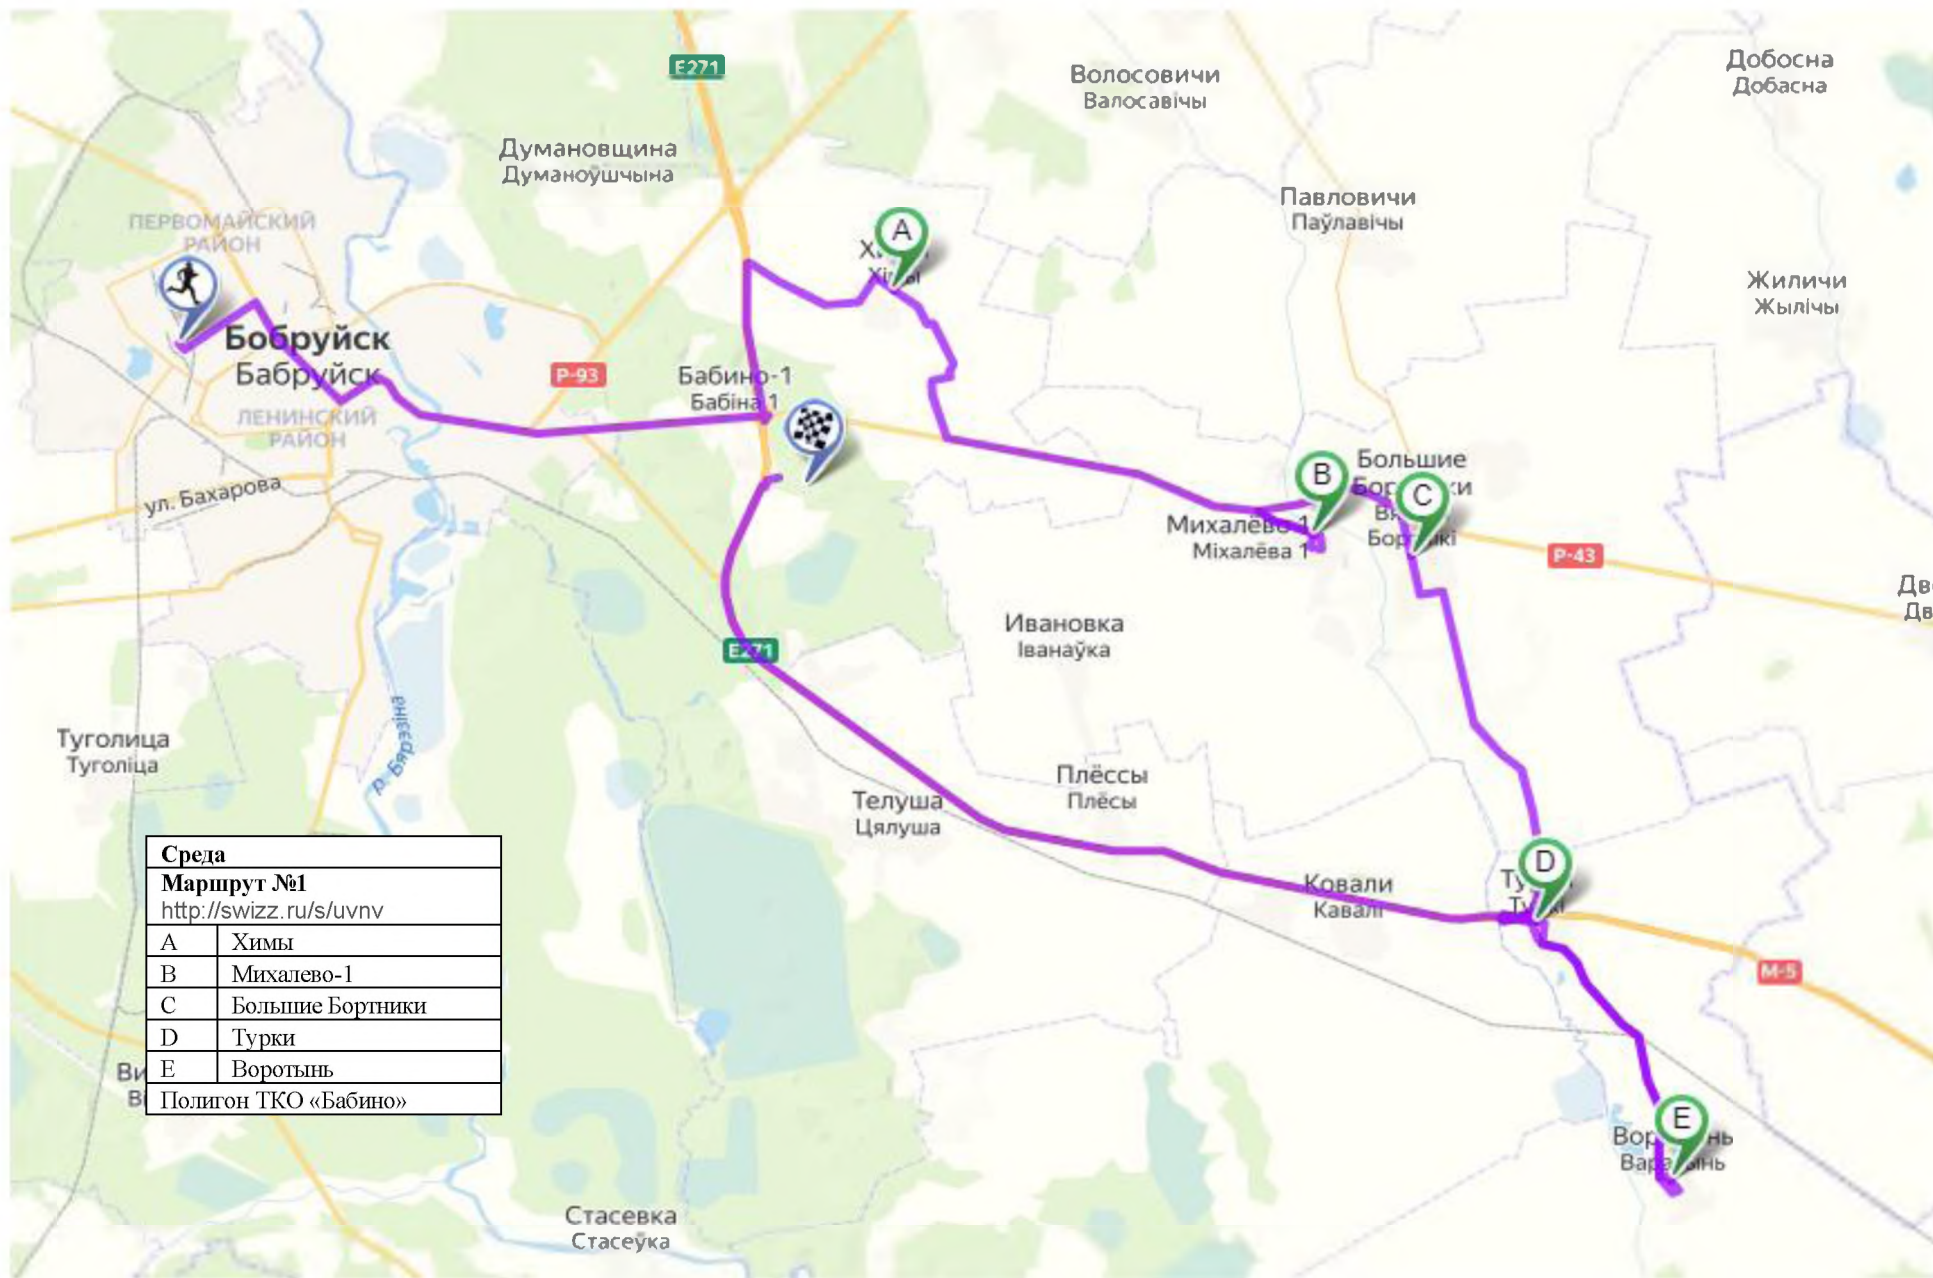 E271
Волосовичи
Валосавічы
Добосна
Добасна
Думановщина
Думаноўшчына
Павловичи
Паўлавічы
ПЕРВОМАЙСКИЙ
РАЙОН
A
Жиличи
Жылічы
Бобруйск
Бабруйск
P-93
Бабино-1
Бабіна 1
ЛЕНИНСКИЙ
РАЙОН
ул. Бахарова
B
Большие
C
Михалёво 1
Міхалёва 1
P-43
Ивановка
Іванаўка
E271
р. Бярэзіна
Туголица
Туголіца
Плёссы
Плёсы
Телуша
Цялуша
D
Ковали
Кавалі
M-5
Среда
Маршрут №1
http://swizz.ru/s/uvnv
A Химы
B Михалево-1
C Большие Бортники
D Турки
E Воротынь
Полигон ТКО «Бабино»
E
Стасевка
Стасеўка